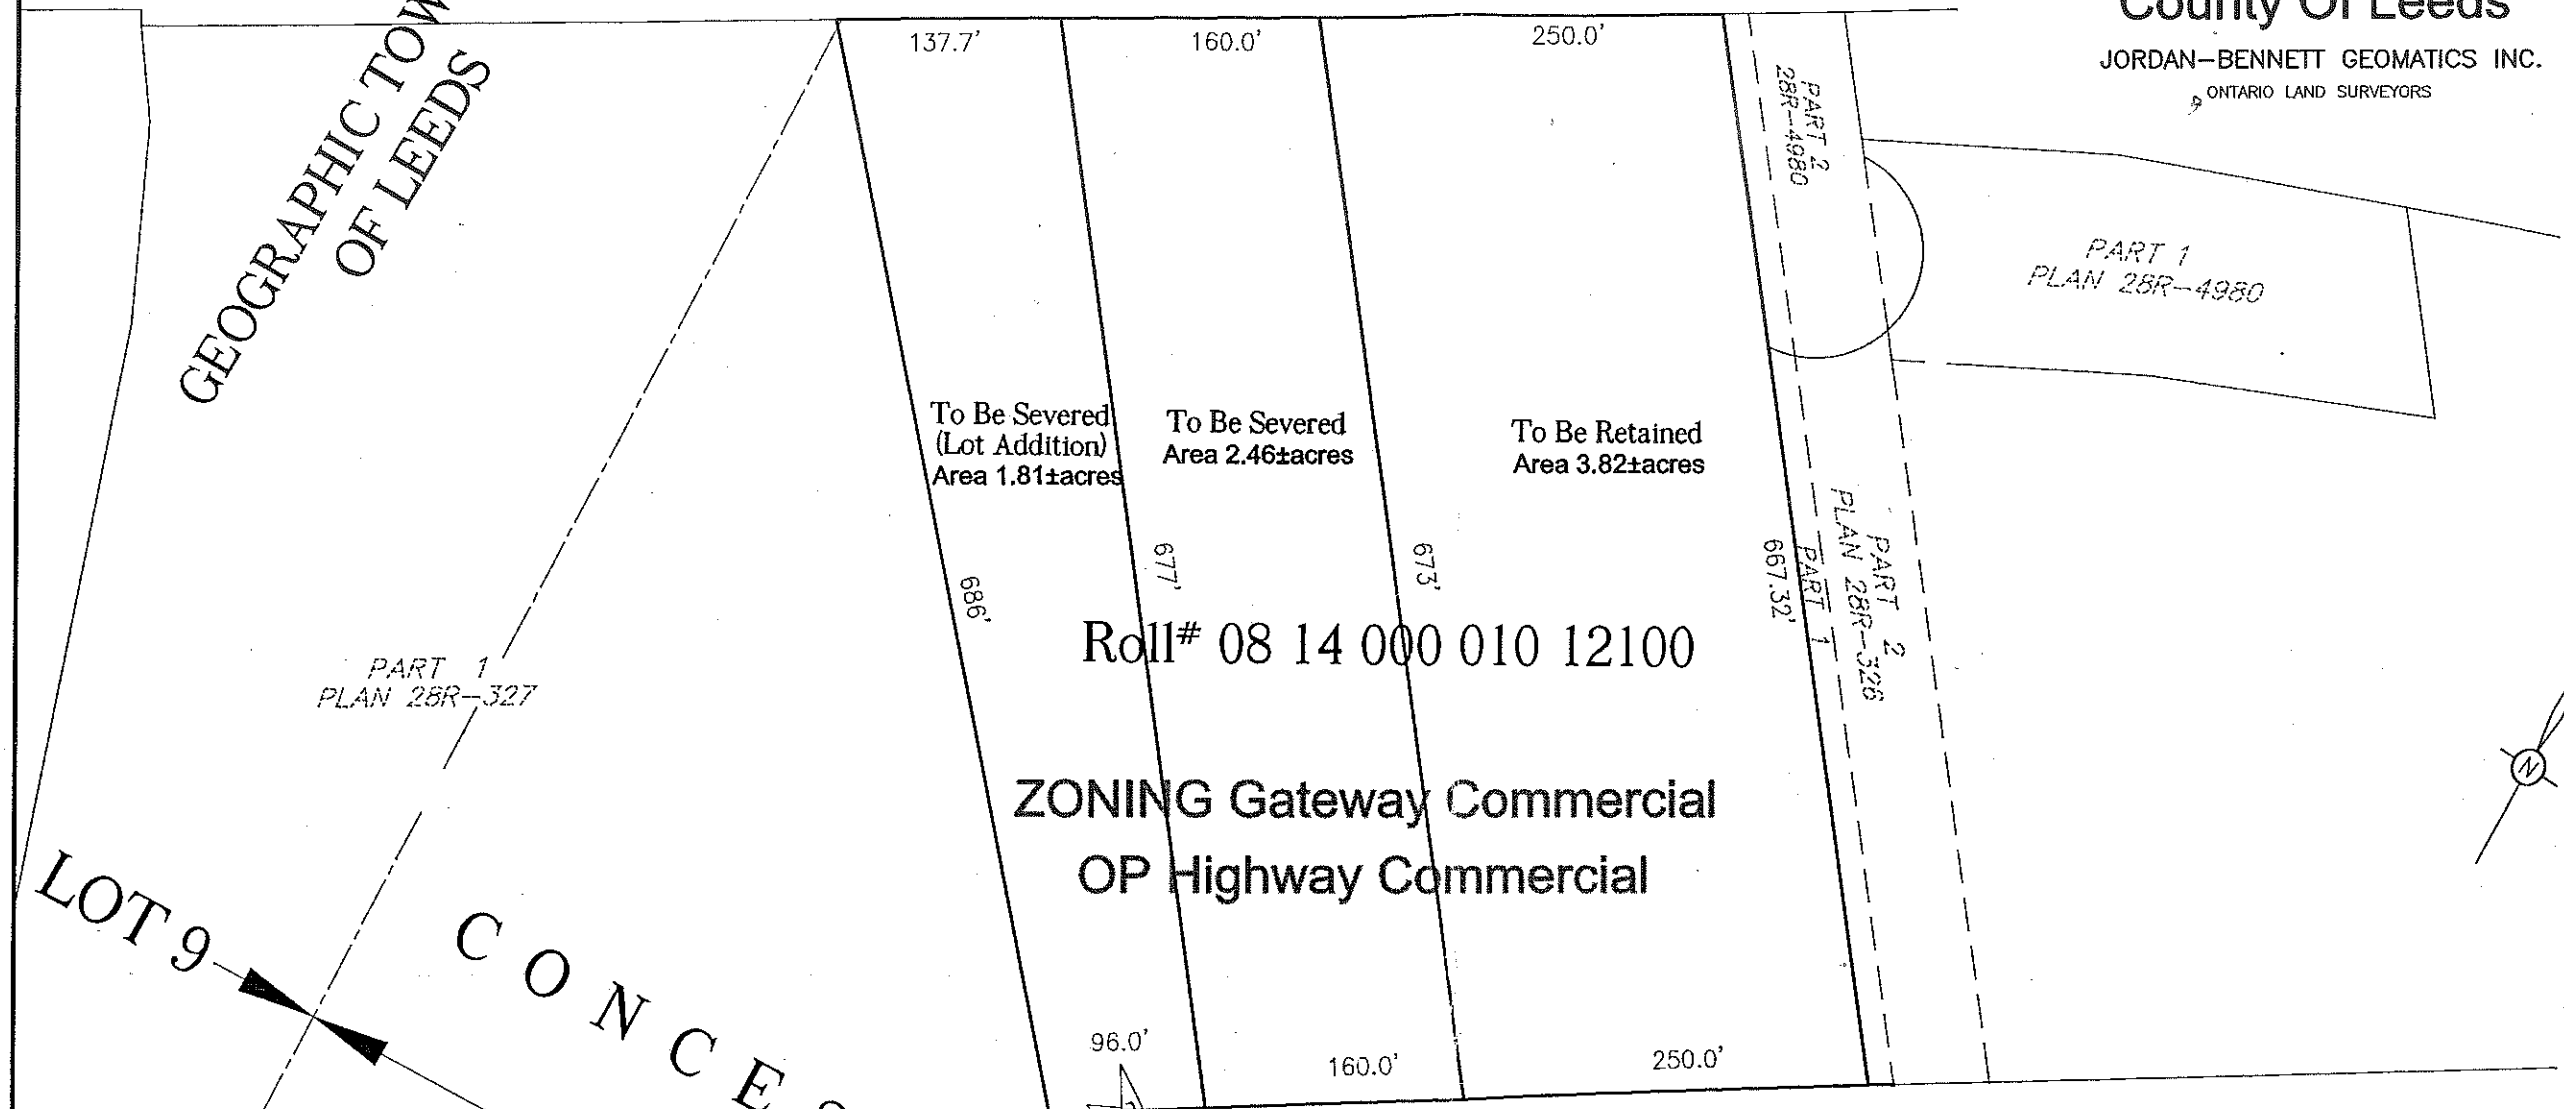 County Of Leeds
JORDAN-BENNETT GEOMATICS INC.
ONTARIO LAND SURVEYORS
GEOGRAPHIC
OF LEEDS
137.7'
160.0'
250.0'
PART 2
28R-4980
PART 1
PLAN 28R-4980
To Be Severed
(Lot Addition)
Area 1.81±acres
To Be Severed
Area 2.46±acres
To Be Retained
Area 3.82±acres
686'
677'
673'
667.32'
PART 1
PART 2
PLAN 28R-326
Roll# 08 14 000 010 12100
PART 1
PLAN 28R-327
ZONING Gateway Commercial
OP Highway Commercial
N
LOT 9
C O N C E
96.0'
160.0'
250.0'